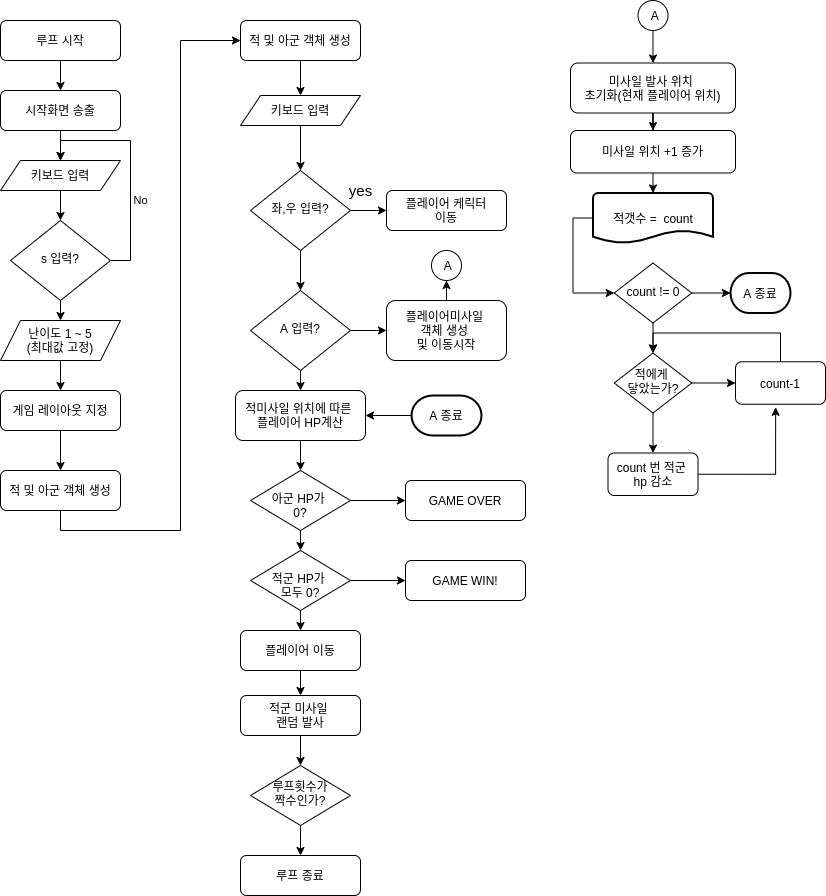 루프 시작
시작화면 송출
키보드 입력
No
s 입력?
난이도 1 ~ 5
(최대값 고정)
게임 레이아웃 지정
적 및 아군 객체 생성
적 및 아군 객체 생성
키보드 입력
좌,우 입력?
yes
플레이어 케릭터
이동
A 입력?
A
플레이어미사일
객체 생성
및 이동시작
적미사일 위치에 따른
플레이어 HP계산
A 종료
아군 HP가
0?
GAME OVER
적군 HP가
모두 0?
GAME WIN!
플레이어 이동
적군 미사일
랜덤 발사
루프횟수가
짝수인가?
루프 종료
A
미사일 발사 위치
초기화(현재 플레이어 위치)
미사일 위치 +1 증가
적갯수 = count
count != 0
A 종료
적에게
닿았는가?
count-1
count 번 적군
hp 감소